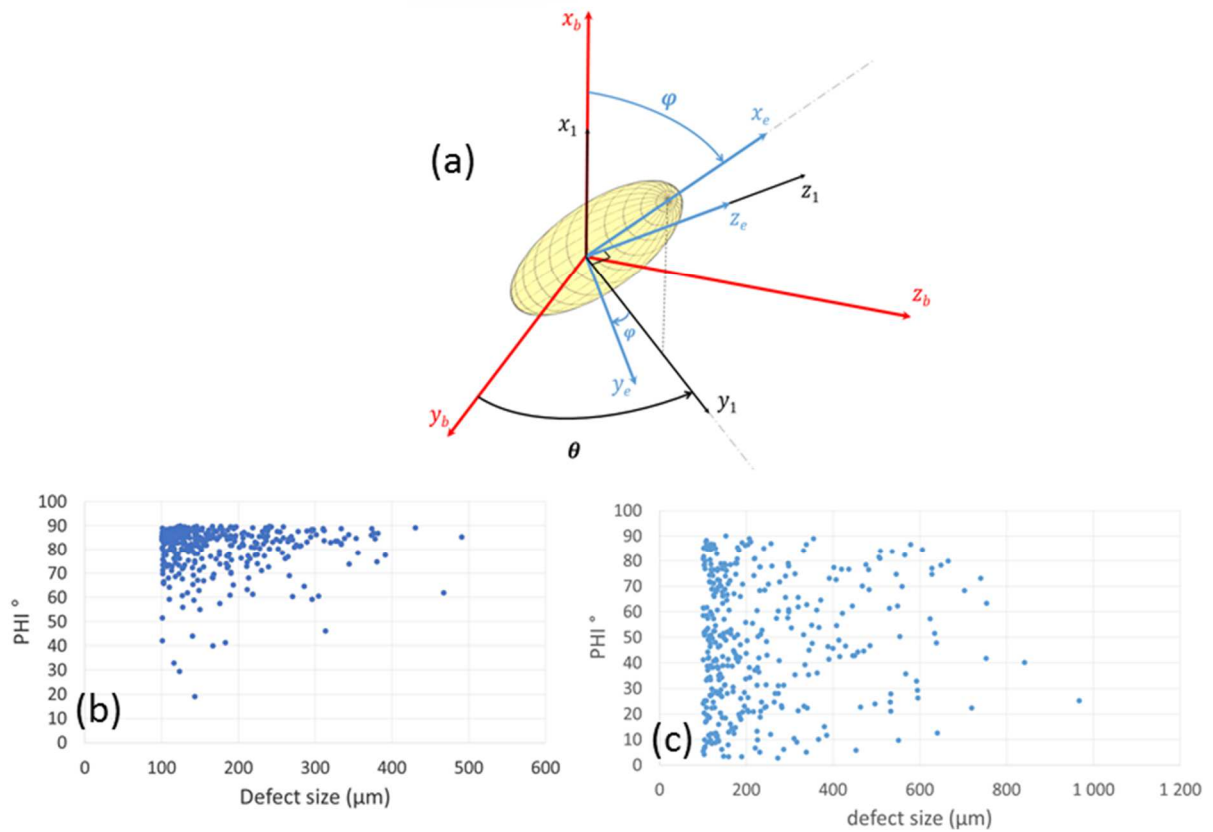 x_b
φ
x_1
x_e
(a)
z_1
z_e
z_b
φ
y_e
y_b
y_1
θ
100
90
80
70
60
50
40
30
20
10
0
PHI °
(b)
0 100 200 300 400 500 600
Defect size (μm)
100
90
80
70
60
50
40
30
20
10
0
PHI °
(c)
0 200 400 600 800 1 000 1 200
defect size (μm)